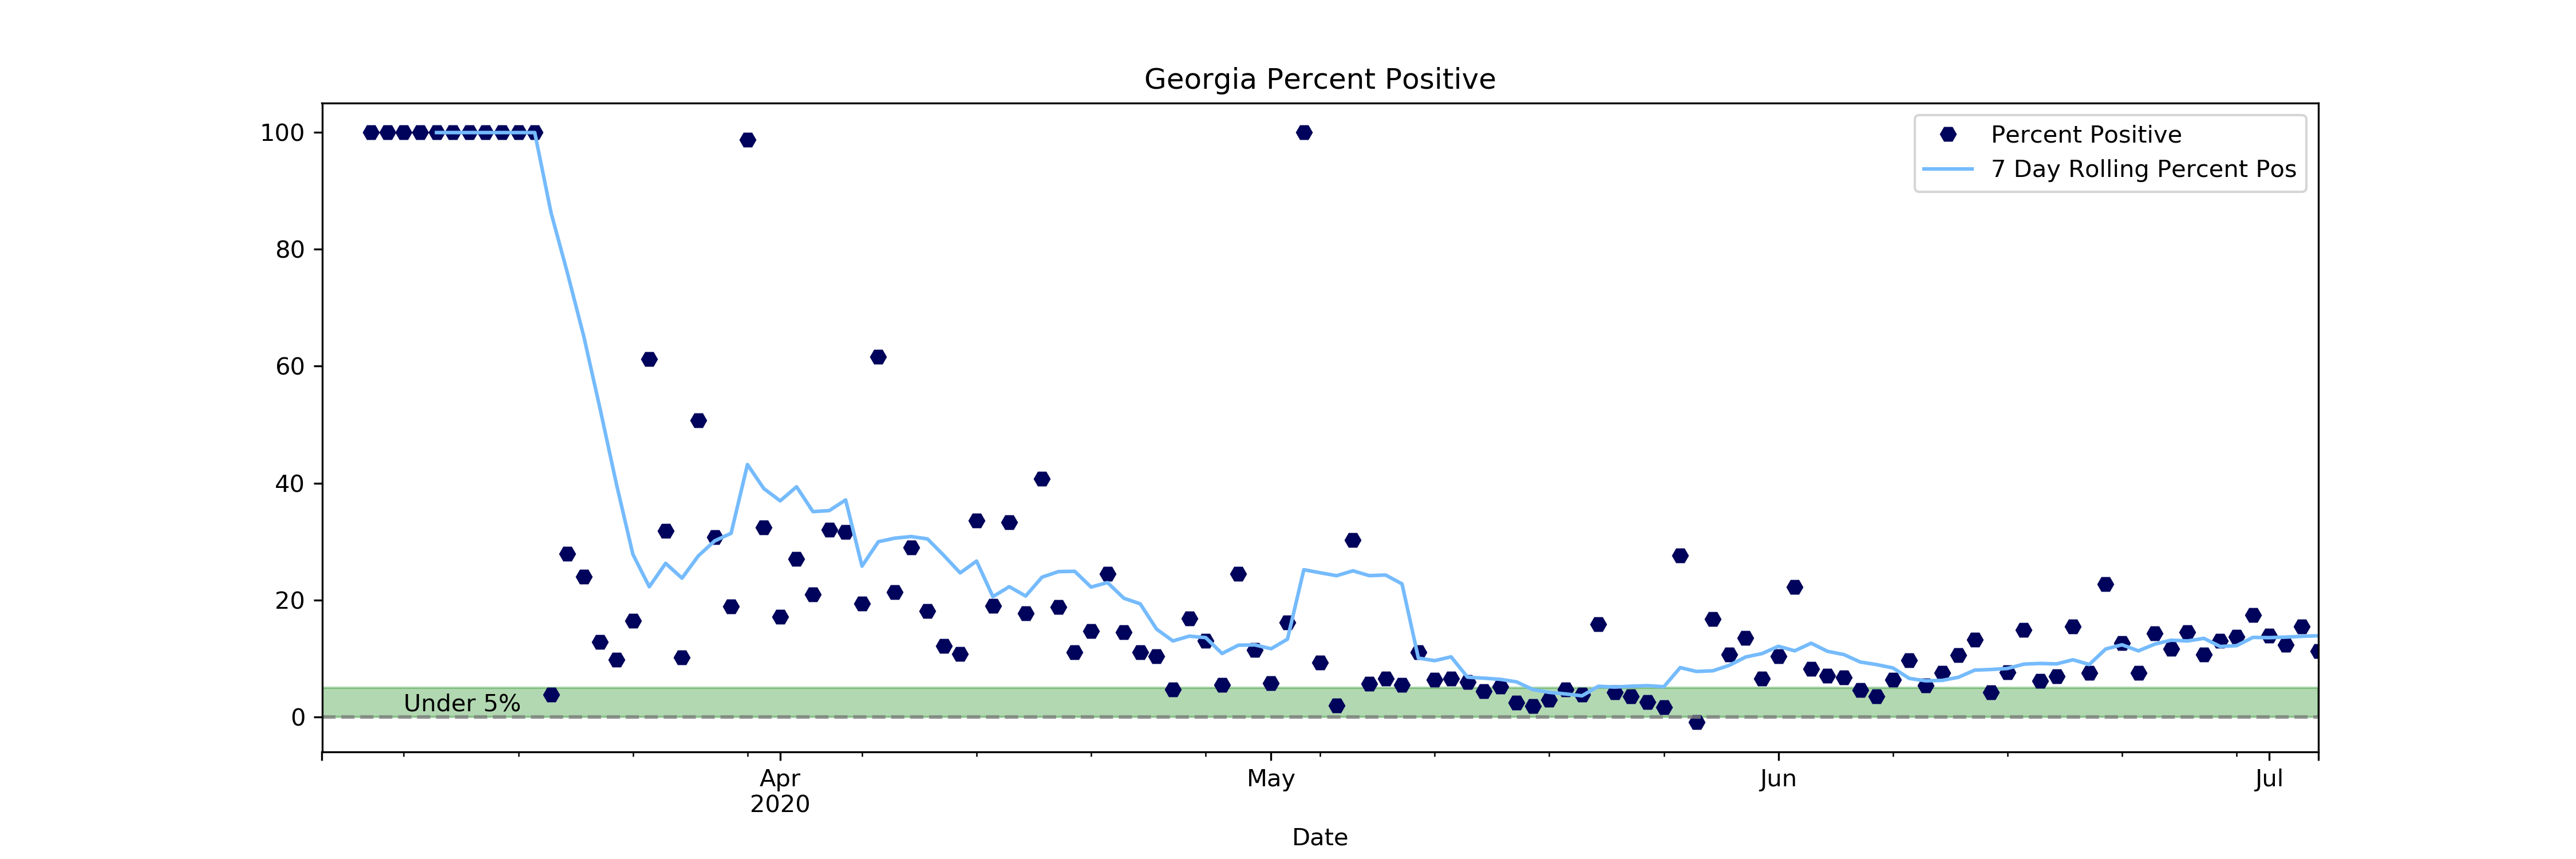 Georgia Percent Positive
100
80
60
40
20
0
Percent Positive
7 Day Rolling Percent Pos
Under 5%
Apr
2020
May
Jun
Jul
Date